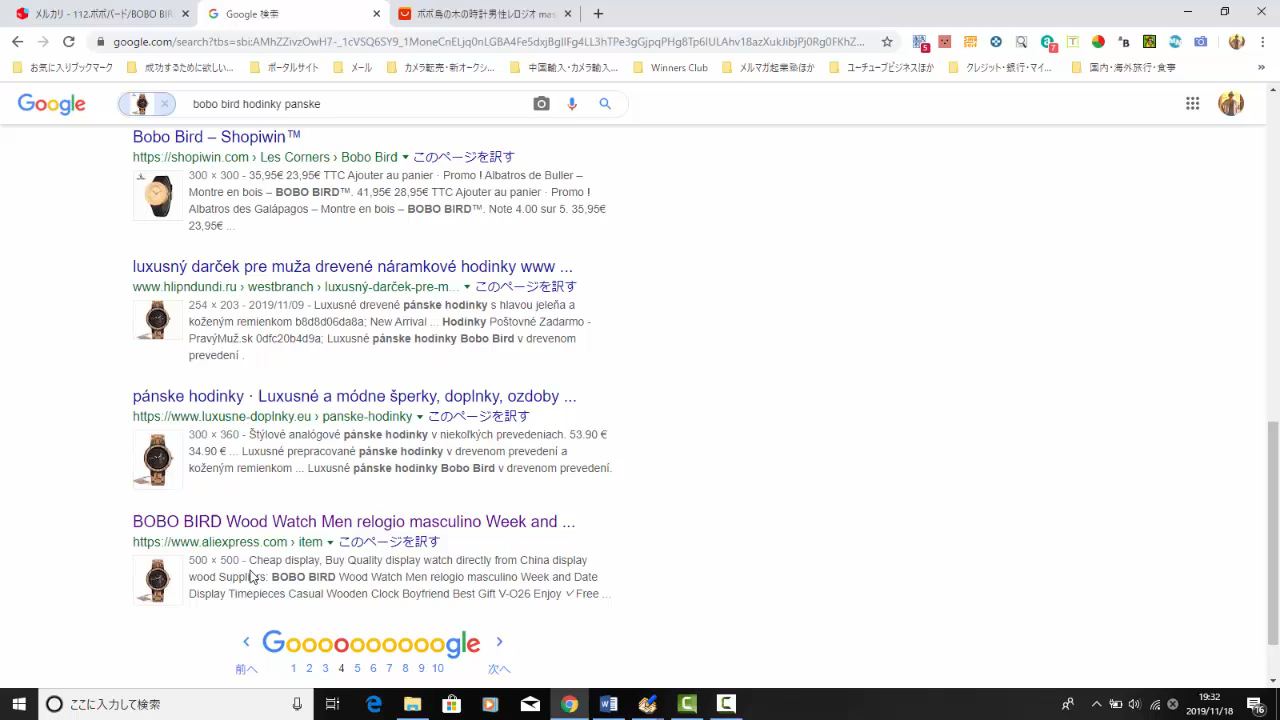 メルカリ - 112.ボボバード/BOBO BIR
Google 検索
ボボ鳥の木の時計男性レロジオ mas
google.com/search?tbs=sbi:AMhZZivzOwH7-_1cVSO6SY9_1MoneCnELjq0nLGBA4Fe5dxjBgIIFg4LL3hTPe3gGjpqPHg8Tp6IULAhv18azXukJibjPj0Rg0FKhZ...
お気に入りブックマーク
成功するために欲しい...
ポータルサイト
メール
カメラ転売・新オークシ...
中国輸入・カメラ輸入...
Winners Club
メルマガ起業塾ほか
ユーチューブビジネスほか
クレジット・銀行・マイ...
国内・海外旅行・食事
Google
bobo bird hodinky panske
Bobo Bird – Shopiwin™
https://shopiwin.com › Les Corners › Bobo Bird ▼ このページを訳す
300 × 300 - 35,95€ 23,95€ TTC Ajouter au panier · Promo ! Albatros de Buller –
Montre en bois – BOBO BIRD™. 41,95€ 28,95€ TTC Ajouter au panier · Promo !
Albatros des Galápagos – Montre en bois – BOBO BIRD™. Note 4.00 sur 5. 35,95€
23,95€ ...
luxusný darček pre muža drevené náramkové hodinky www ...
www.hlipndundi.ru › westbranch › luxusný-darček-pre-m... ▼ このページを訳す
254 × 203 - 2019/11/09 - Luxusné drevené pánske hodinky s hlavou jeleňa a
koženým remienkom b8d8d06da8a; New Arrival ... Hodinky Poštovné Zadarmo -
PravýMuž.sk 0dfc20b4d9a; Luxusné pánske hodinky Bobo Bird v drevenom
prevedení .
pánske hodinky · Luxusné a módne šperky, doplnky, ozdoby ...
https://www.luxusne-doplnky.eu › panske-hodinky ▼ このページを訳す
300 × 360 - Štýlové analógové pánske hodinky v niekoľkých prevedeniach. 53.90 €
34.90 € ... Luxusné prepracované pánske hodinky v drevenom prevedení a
koženým remienkom ... Luxusné pánske hodinky Bobo Bird v drevenom prevedení.
BOBO BIRD Wood Watch Men relogio masculino Week and ...
https://www.aliexpress.com › item ▼ このページを訳す
500 × 500 - Cheap display, Buy Quality display watch directly from China display
wood Suppliers: BOBO BIRD Wood Watch Men relogio masculino Week and Date
Display Timepieces Casual Wooden Clock Boyfriend Best Gift V-O26 Enjoy ✓Free ...
Goooooooooogle
前へ 1 2 3 4 5 6 7 8 9 10 次へ
ここに入力して検索
19:32
2019/11/18